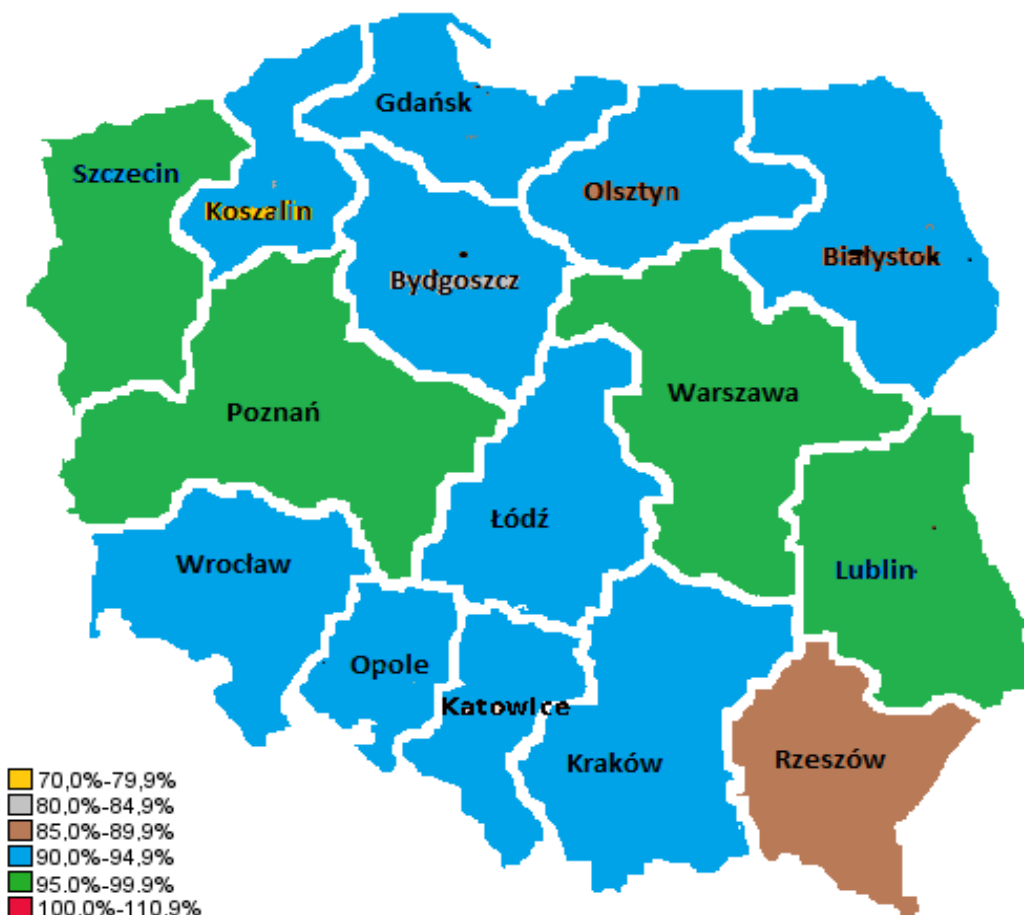 Gdańsk
Szczecin
Olsztyn
Koszalin
Białystok
Bydgoszcz
Warszawa
Poznań
Łódź
Wrocław
Lublin
Opole
Katowice
Kraków
Rzeszów
70,0%-79,9%
80,0%-84,9%
85,0%-89,9%
90,0%-94,9%
95.0%-99.9%
100,0%-110,9%